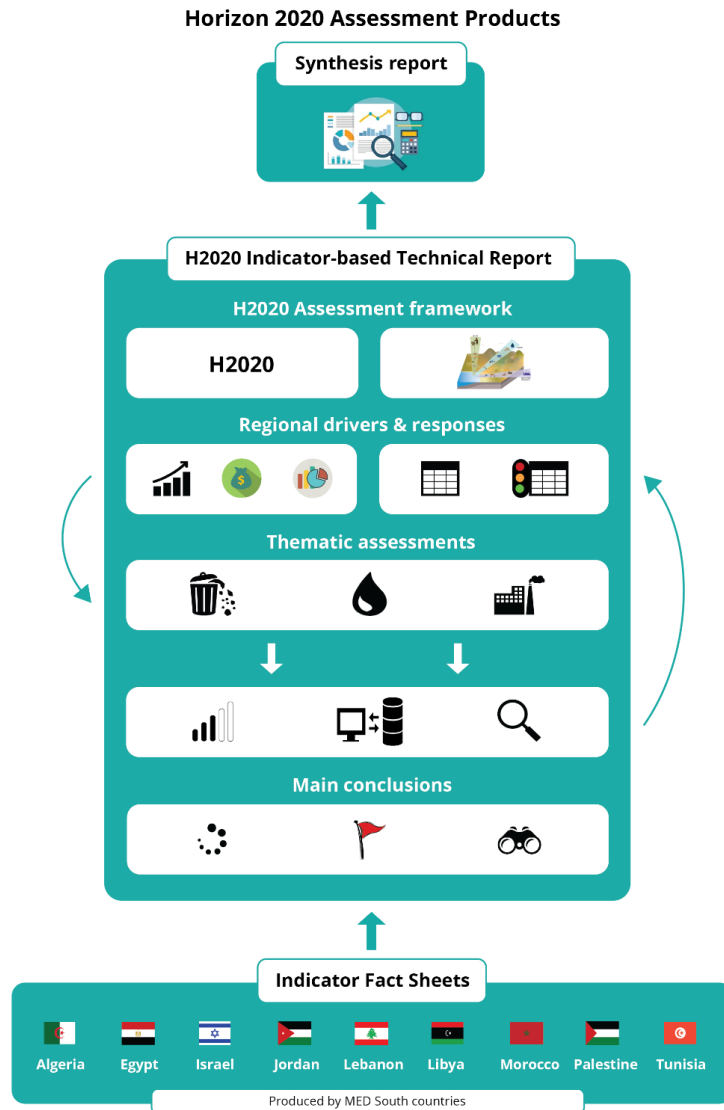 Horizon 2020 Assessment Products
Synthesis report
H2020 Indicator-based Technical Report
H2020 Assessment framework
H2020
Regional drivers & responses
$
Thematic assessments
Main conclusions
Indicator Fact Sheets
Algeria Egypt Israel Jordan Lebanon Libya Morocco Palestine Tunisia
Produced by MED South countries